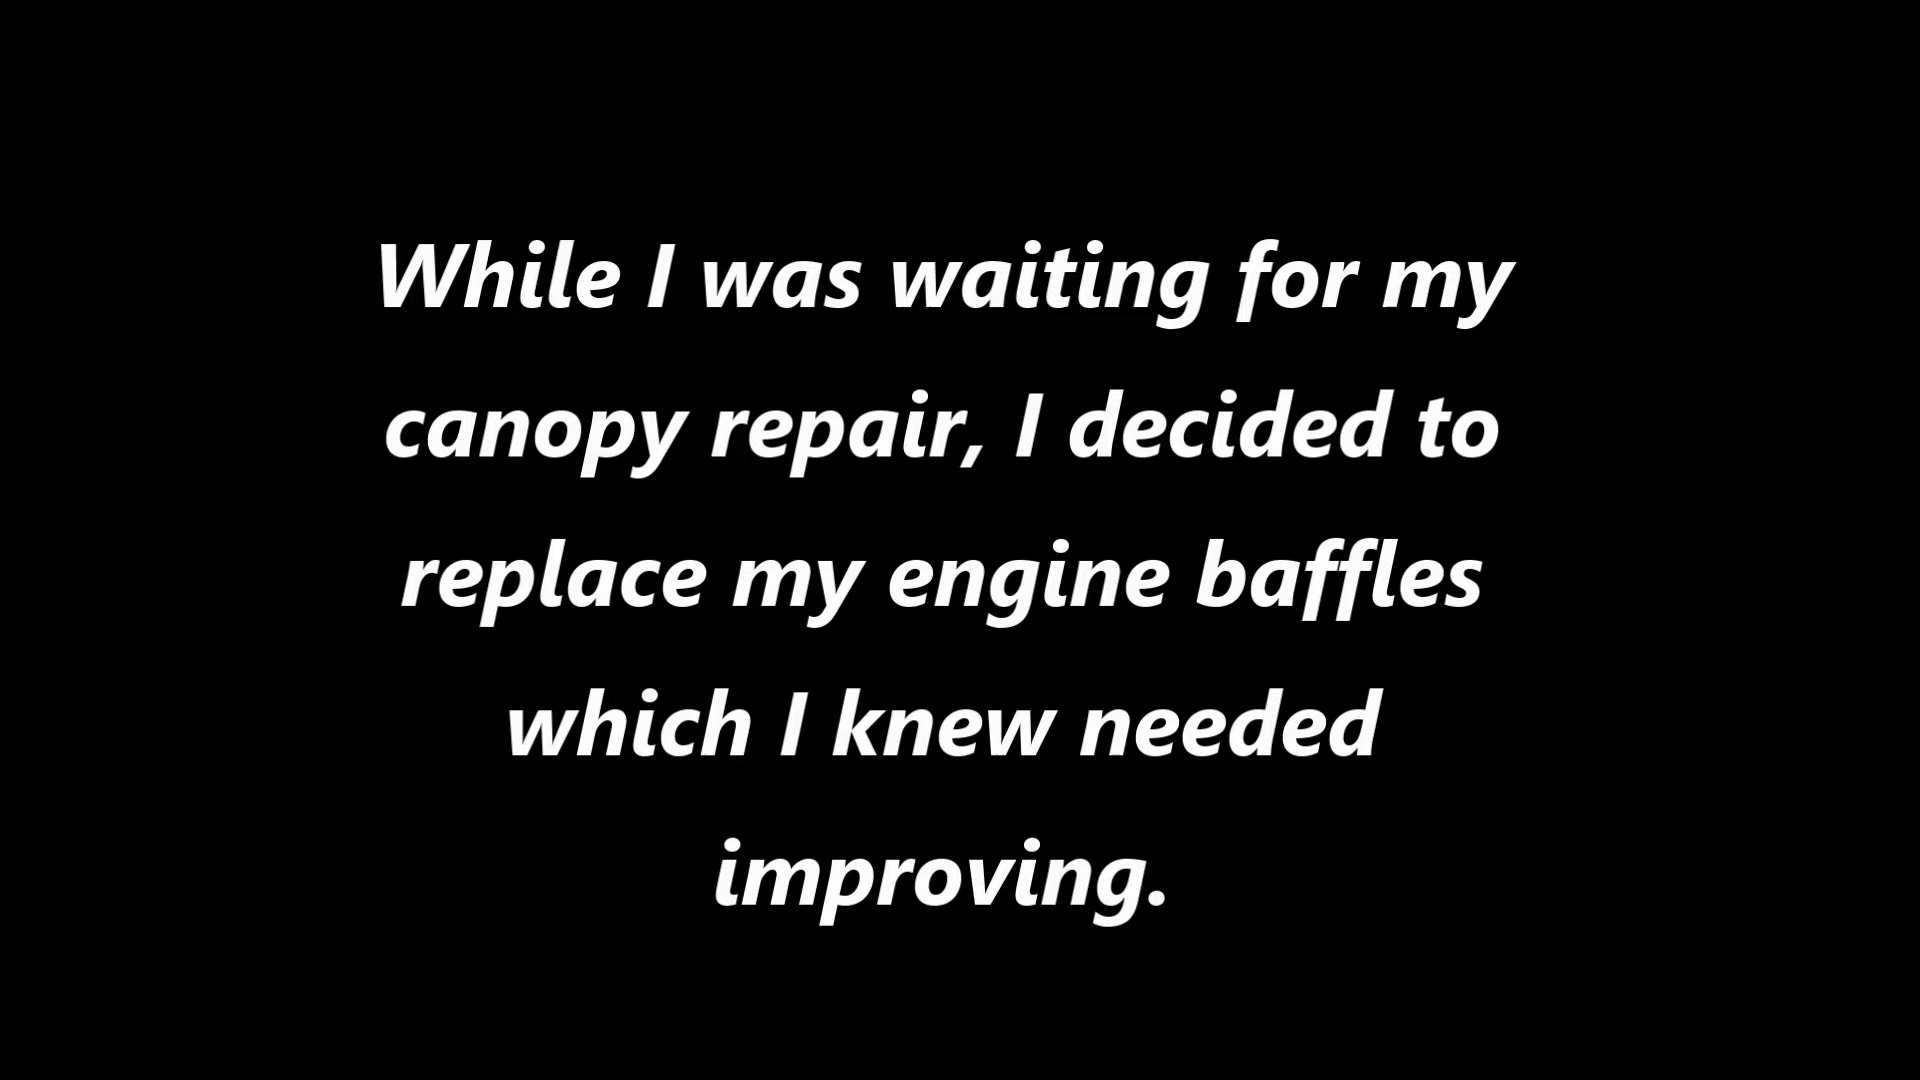 While I was waiting for my
canopy repair, I decided to
replace my engine baffles
which I knew needed
improving.